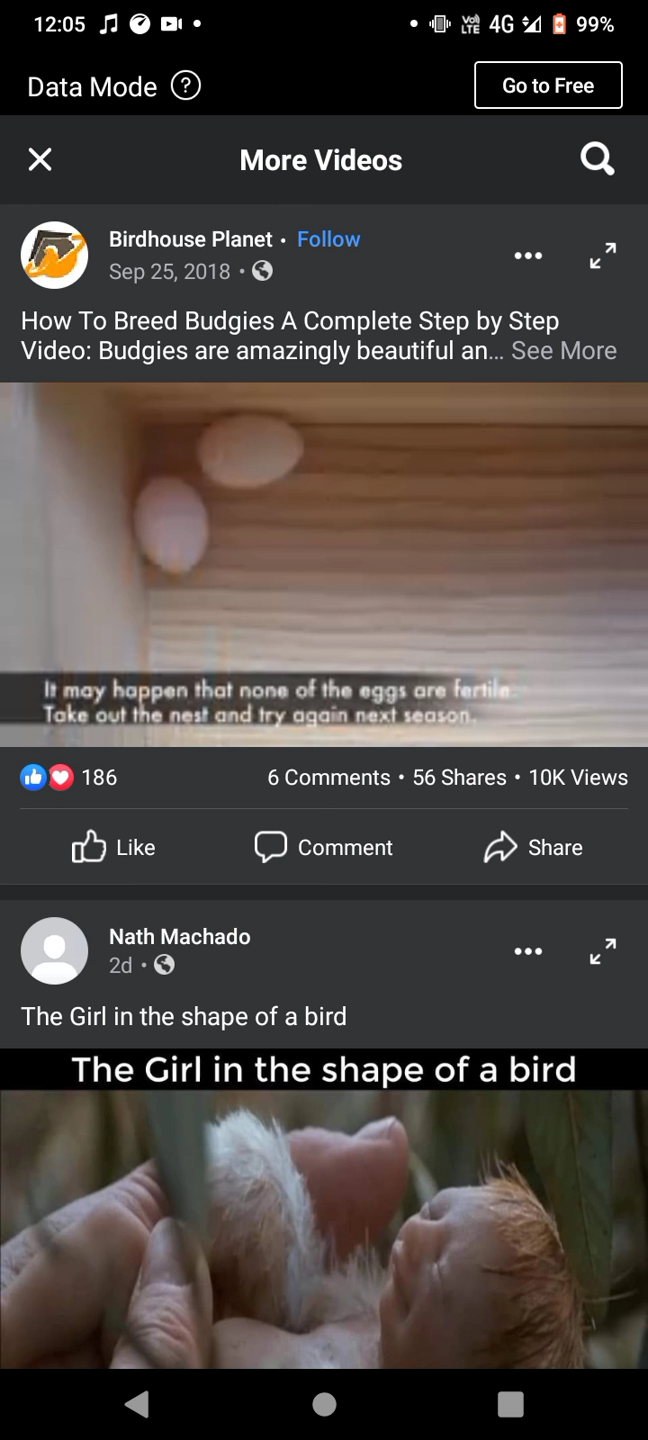 12:05 4G 99%
Data Mode Go to Free
More Videos
Birdhouse Planet • Follow
Sep 25, 2018 •
How To Breed Budgies A Complete Step by Step
Video: Budgies are amazingly beautiful an... See More
It may happen that none of the eggs are fertile.
Take out the nest and try again next season.
186 6 Comments • 56 Shares • 10K Views
Like Comment Share
Nath Machado
2d •
The Girl in the shape of a bird
The Girl in the shape of a bird